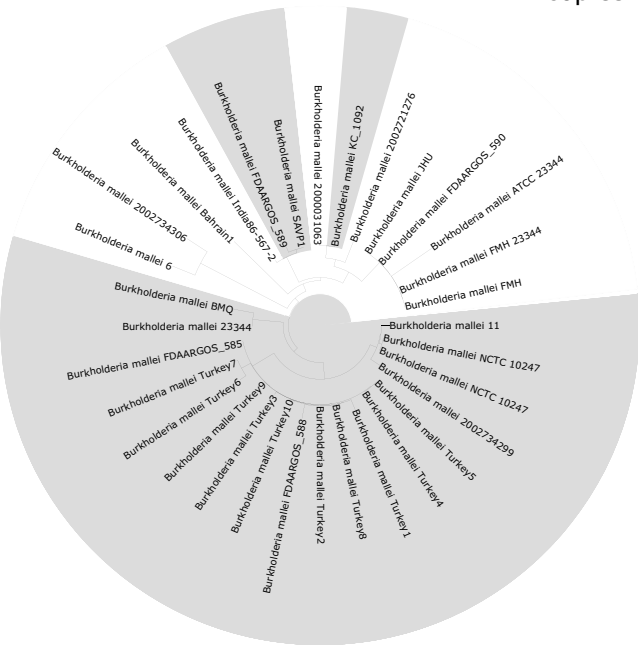 Burkholderia mallei 2000031063
Burkholderia mallei KC_1092
Burkholderia mallei 2002721276
Burkholderia mallei JHU
Burkholderia mallei FDAARGOS_590
Burkholderia mallei ATCC 23344
Burkholderia mallei FMH 23344
Burkholderia mallei FMH
Burkholderia mallei 11
Burkholderia mallei NCTC 10247
Burkholderia mallei NCTC 10247
Burkholderia mallei 2002734299
Burkholderia mallei Turkey5
Burkholderia mallei Turkey4
Burkholderia mallei Turkey1
Burkholderia mallei Turkey8
Burkholderia mallei Turkey2
Burkholderia mallei FDAARGOS_588
Burkholderia mallei Turkey10
Burkholderia mallei Turkey3
Burkholderia mallei Turkey9
Burkholderia mallei Turkey6
Burkholderia mallei Turkey7
Burkholderia mallei FDAARGOS_585
Burkholderia mallei 23344
Burkholderia mallei BMQ
Burkholderia mallei 6
Burkholderia mallei 2002734306
Burkholderia mallei Bahrain1
Burkholderia mallei India86-567-2
Burkholderia mallei FDAARGOS_589
Burkholderia mallei SAVP1